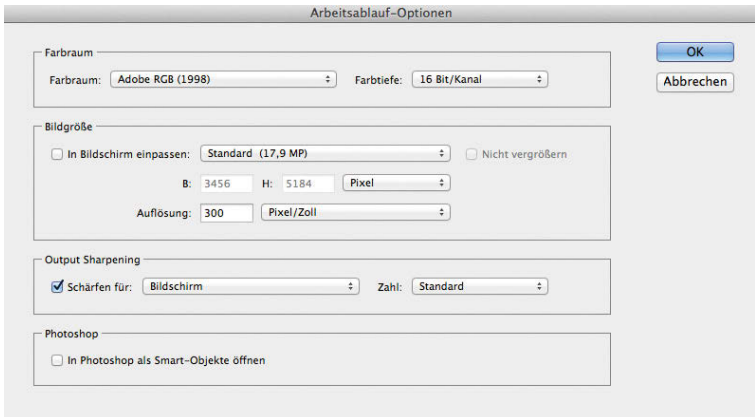 Arbeitsablauf-Optionen
Farbraum
Farbraum: Adobe RGB (1998) Farbtiefe: 16 Bit/Kanal
OK
Abbrechen
Bildgröße
In Bildschirm einpassen: Standard (17,9 MP) Nicht vergrößern
B: 3456 H: 5184 Pixel
Auflösung: 300 Pixel/Zoll
Output Sharpening
Schärfen für: Bildschirm Zahl: Standard
Photoshop
In Photoshop als Smart-Objekte öffnen